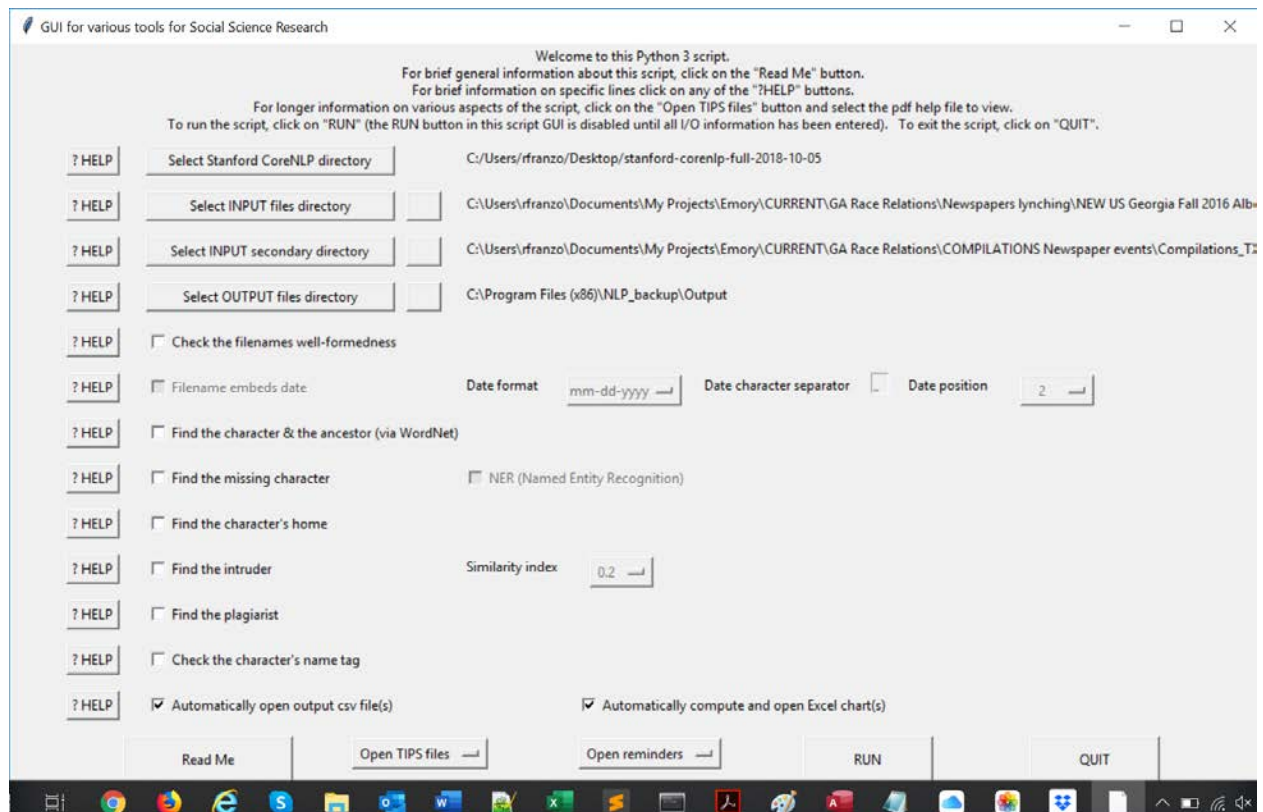 GUI for various tools for Social Science Research
Welcome to this Python 3 script.
For brief general information about this script, click on the "Read Me" button.
For brief information on specific lines click on any of the "?HELP" buttons.
For longer information on various aspects of the script, click on the "Open TIPS files" button and select the pdf help file to view.
To run the script, click on "RUN" (the RUN button in this script GUI is disabled until all I/O information has been entered). To exit the script, click on "QUIT".
? HELP Select Stanford CoreNLP directory C:/Users/rfranzo/Desktop/stanford-corenlp-full-2018-10-05
? HELP Select INPUT files directory C:\Users\rfranzo\Documents\My Projects\Emory\CURRENT\GA Race Relations\Newspapers lynching\NEW US Georgia Fall 2016
? HELP Select INPUT secondary directory C:\Users\rfranzo\Documents\My Projects\Emory\CURRENT\GA Race Relations\COMPILATIONS Newspaper events\
? HELP Select OUTPUT files directory C:\Program Files (x86)\NLP_backup\Output
? HELP Check the filenames well-formedness
? HELP Filename embeds date Date format mm-dd-yyyy Date character separator _ Date position 2
? HELP Find the character & the ancestor (via WordNet)
? HELP Find the missing character NER (Named Entity Recognition)
? HELP Find the character's home
? HELP Find the intruder Similarity index 0.2
? HELP Find the plagiarist
? HELP Check the character's name tag
? HELP Automatically open output csv file(s) Automatically compute and open Excel chart(s)
Read Me Open TIPS files Open reminders RUN QUIT